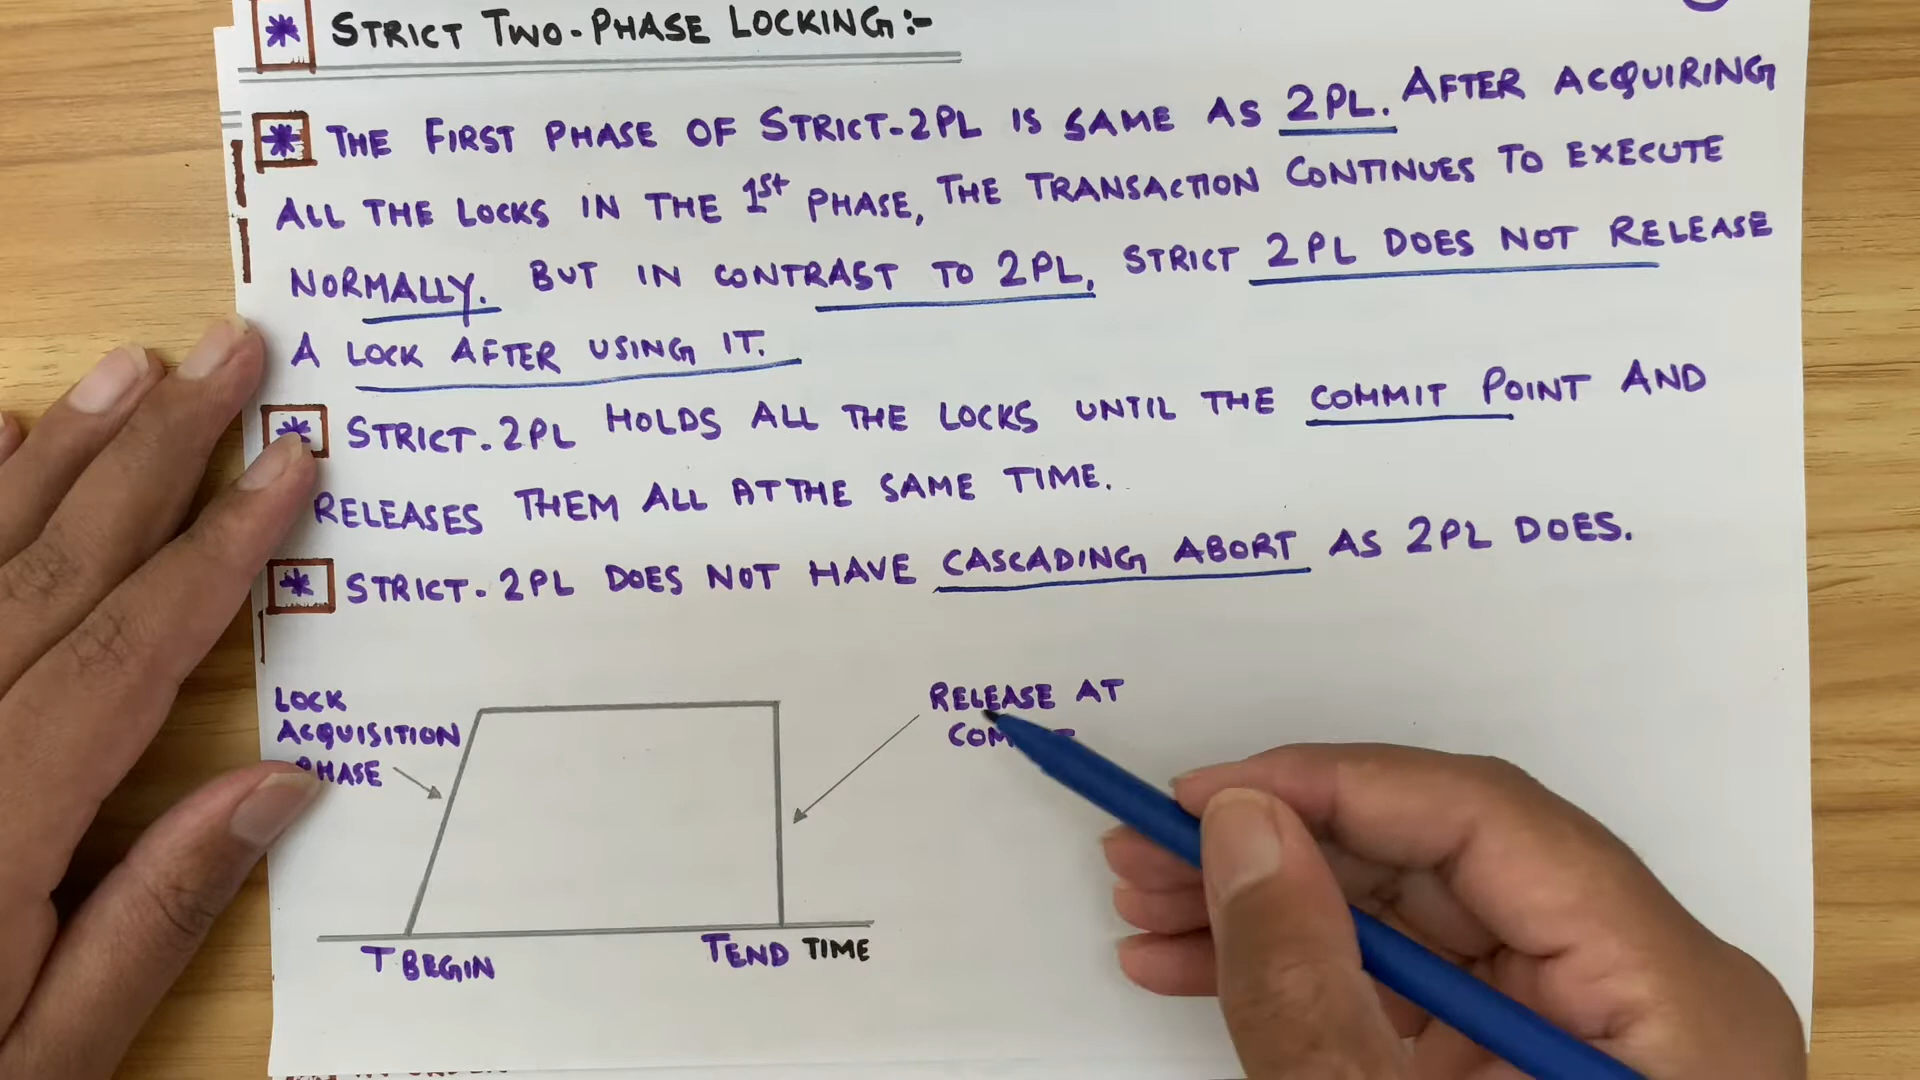 * STRICT TWO-PHASE LOCKING:-
* THE FIRST PHASE OF STRICT-2PL IS SAME AS 2PL. AFTER ACQUIRING
ALL THE LOCKS IN THE 1ST PHASE, THE TRANSACTION CONTINUES TO EXECUTE
NORMALLY. BUT IN CONTRAST TO 2PL, STRICT 2PL DOES NOT RELEASE
A LOCK AFTER USING IT.
* STRICT-2PL HOLDS ALL THE LOCKS UNTIL THE COMMIT POINT AND
RELEASES THEM ALL AT THE SAME TIME.
* STRICT-2PL DOES NOT HAVE CASCADING ABORT AS 2PL DOES.
LOCK
ACQUISITION
PHASE
RELEASE AT
T BEGIN
TEND TIME